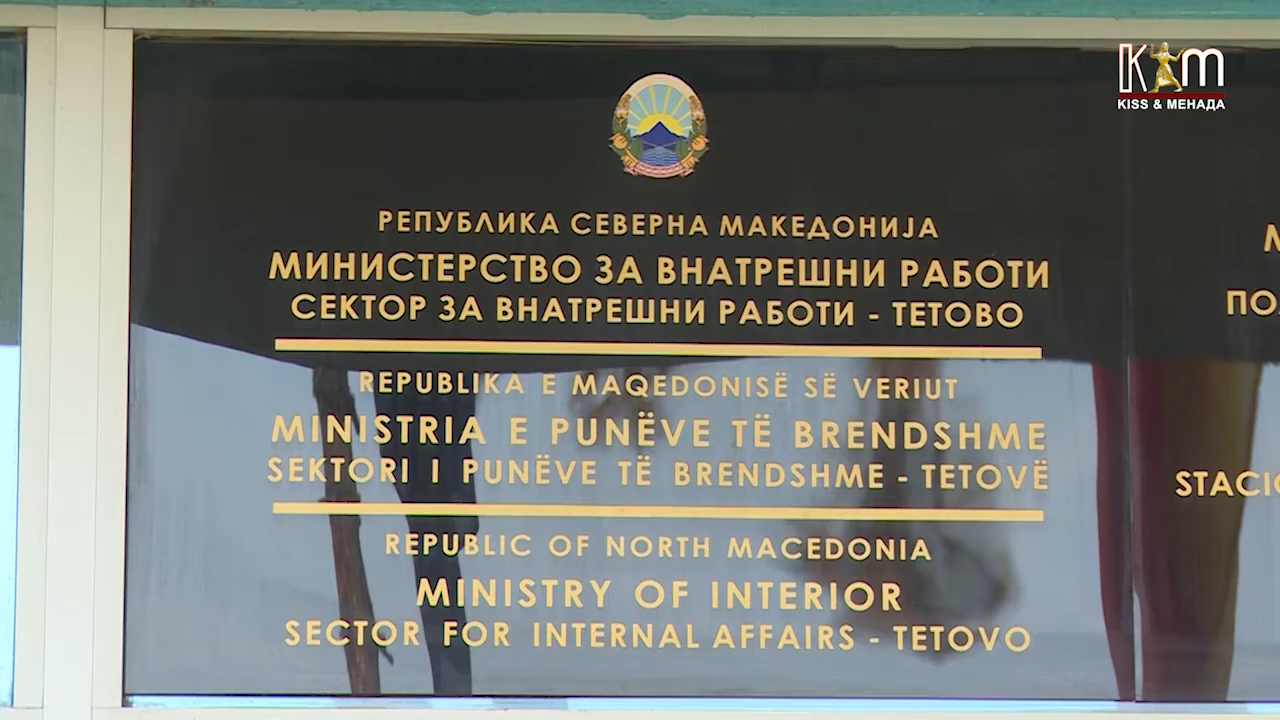 KM
KISS & МЕНАДА
РЕПУБЛИКА СЕВЕРНА МАКЕДОНИЈА
МИНИСТЕРСТВО ЗА ВНАТРЕШНИ РАБОТИ
СЕКТОР ЗА ВНАТРЕШНИ РАБОТИ - ТЕТОВО
REPUBLIKA E MAQEDONISË SË VERIUT
MINISTRIA E PUNËVE TË BRENDSHME
SEKTORI I PUNËVE TË BRENDSHME - TETOVË
REPUBLIC OF NORTH MACEDONIA
MINISTRY OF INTERIOR
SECTOR FOR INTERNAL AFFAIRS - TETOVO